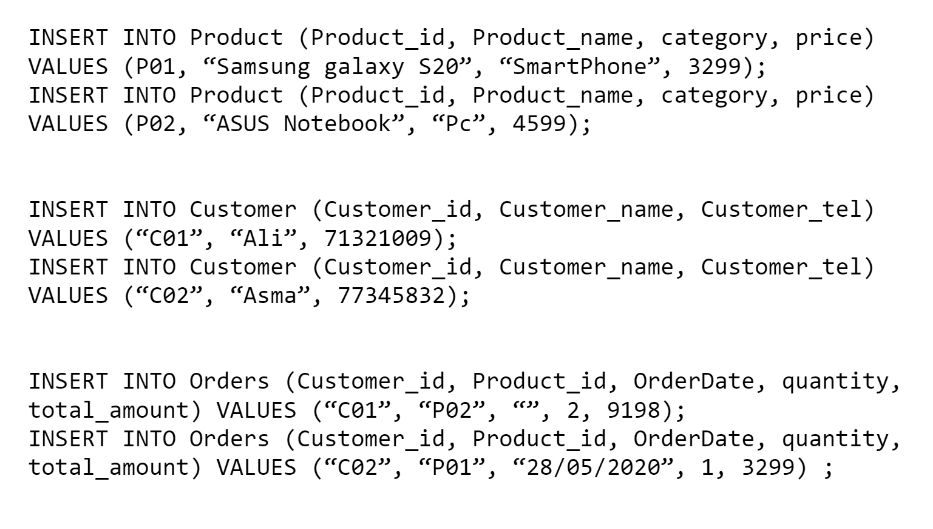 INSERT INTO Product (Product_id, Product_name, category, price)
VALUES (P01, “Samsung galaxy S20”, “SmartPhone”, 3299);
INSERT INTO Product (Product_id, Product_name, category, price)
VALUES (P02, “ASUS Notebook”, “Pc”, 4599);
INSERT INTO Customer (Customer_id, Customer_name, Customer_tel)
VALUES (“C01”, “Ali”, 71321009);
INSERT INTO Customer (Customer_id, Customer_name, Customer_tel)
VALUES (“C02”, “Asma”, 77345832);
INSERT INTO Orders (Customer_id, Product_id, OrderDate, quantity,
total_amount) VALUES (“C01”, “P02”, “”, 2, 9198);
INSERT INTO Orders (Customer_id, Product_id, OrderDate, quantity,
total_amount) VALUES (“C02”, “P01”, “28/05/2020”, 1, 3299) ;